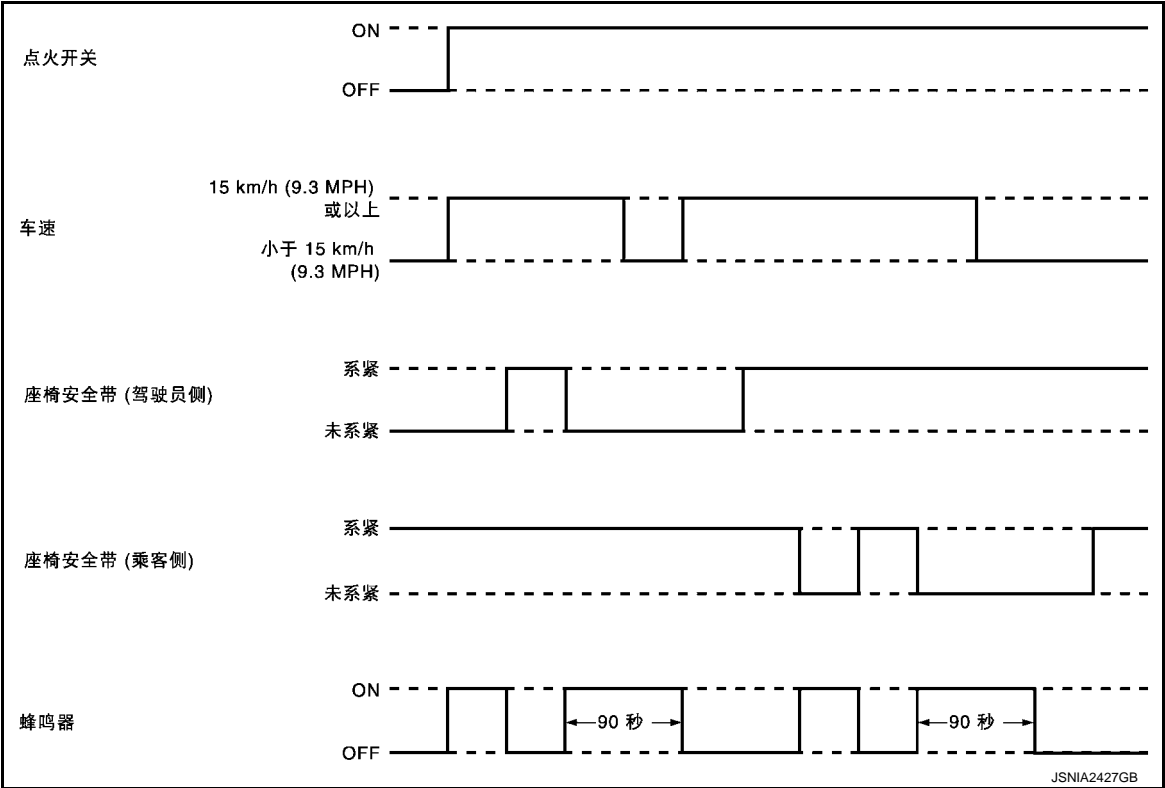 ON
点火开关
OFF
15 km/h (9.3 MPH)
或以上
车速
小于 15 km/h
(9.3 MPH)
系紧
座椅安全带 (驾驶员侧)
未系紧
系紧
座椅安全带 (乘客侧)
未系紧
ON
蜂鸣器
90 秒
90 秒
OFF
JSNIA2427GB